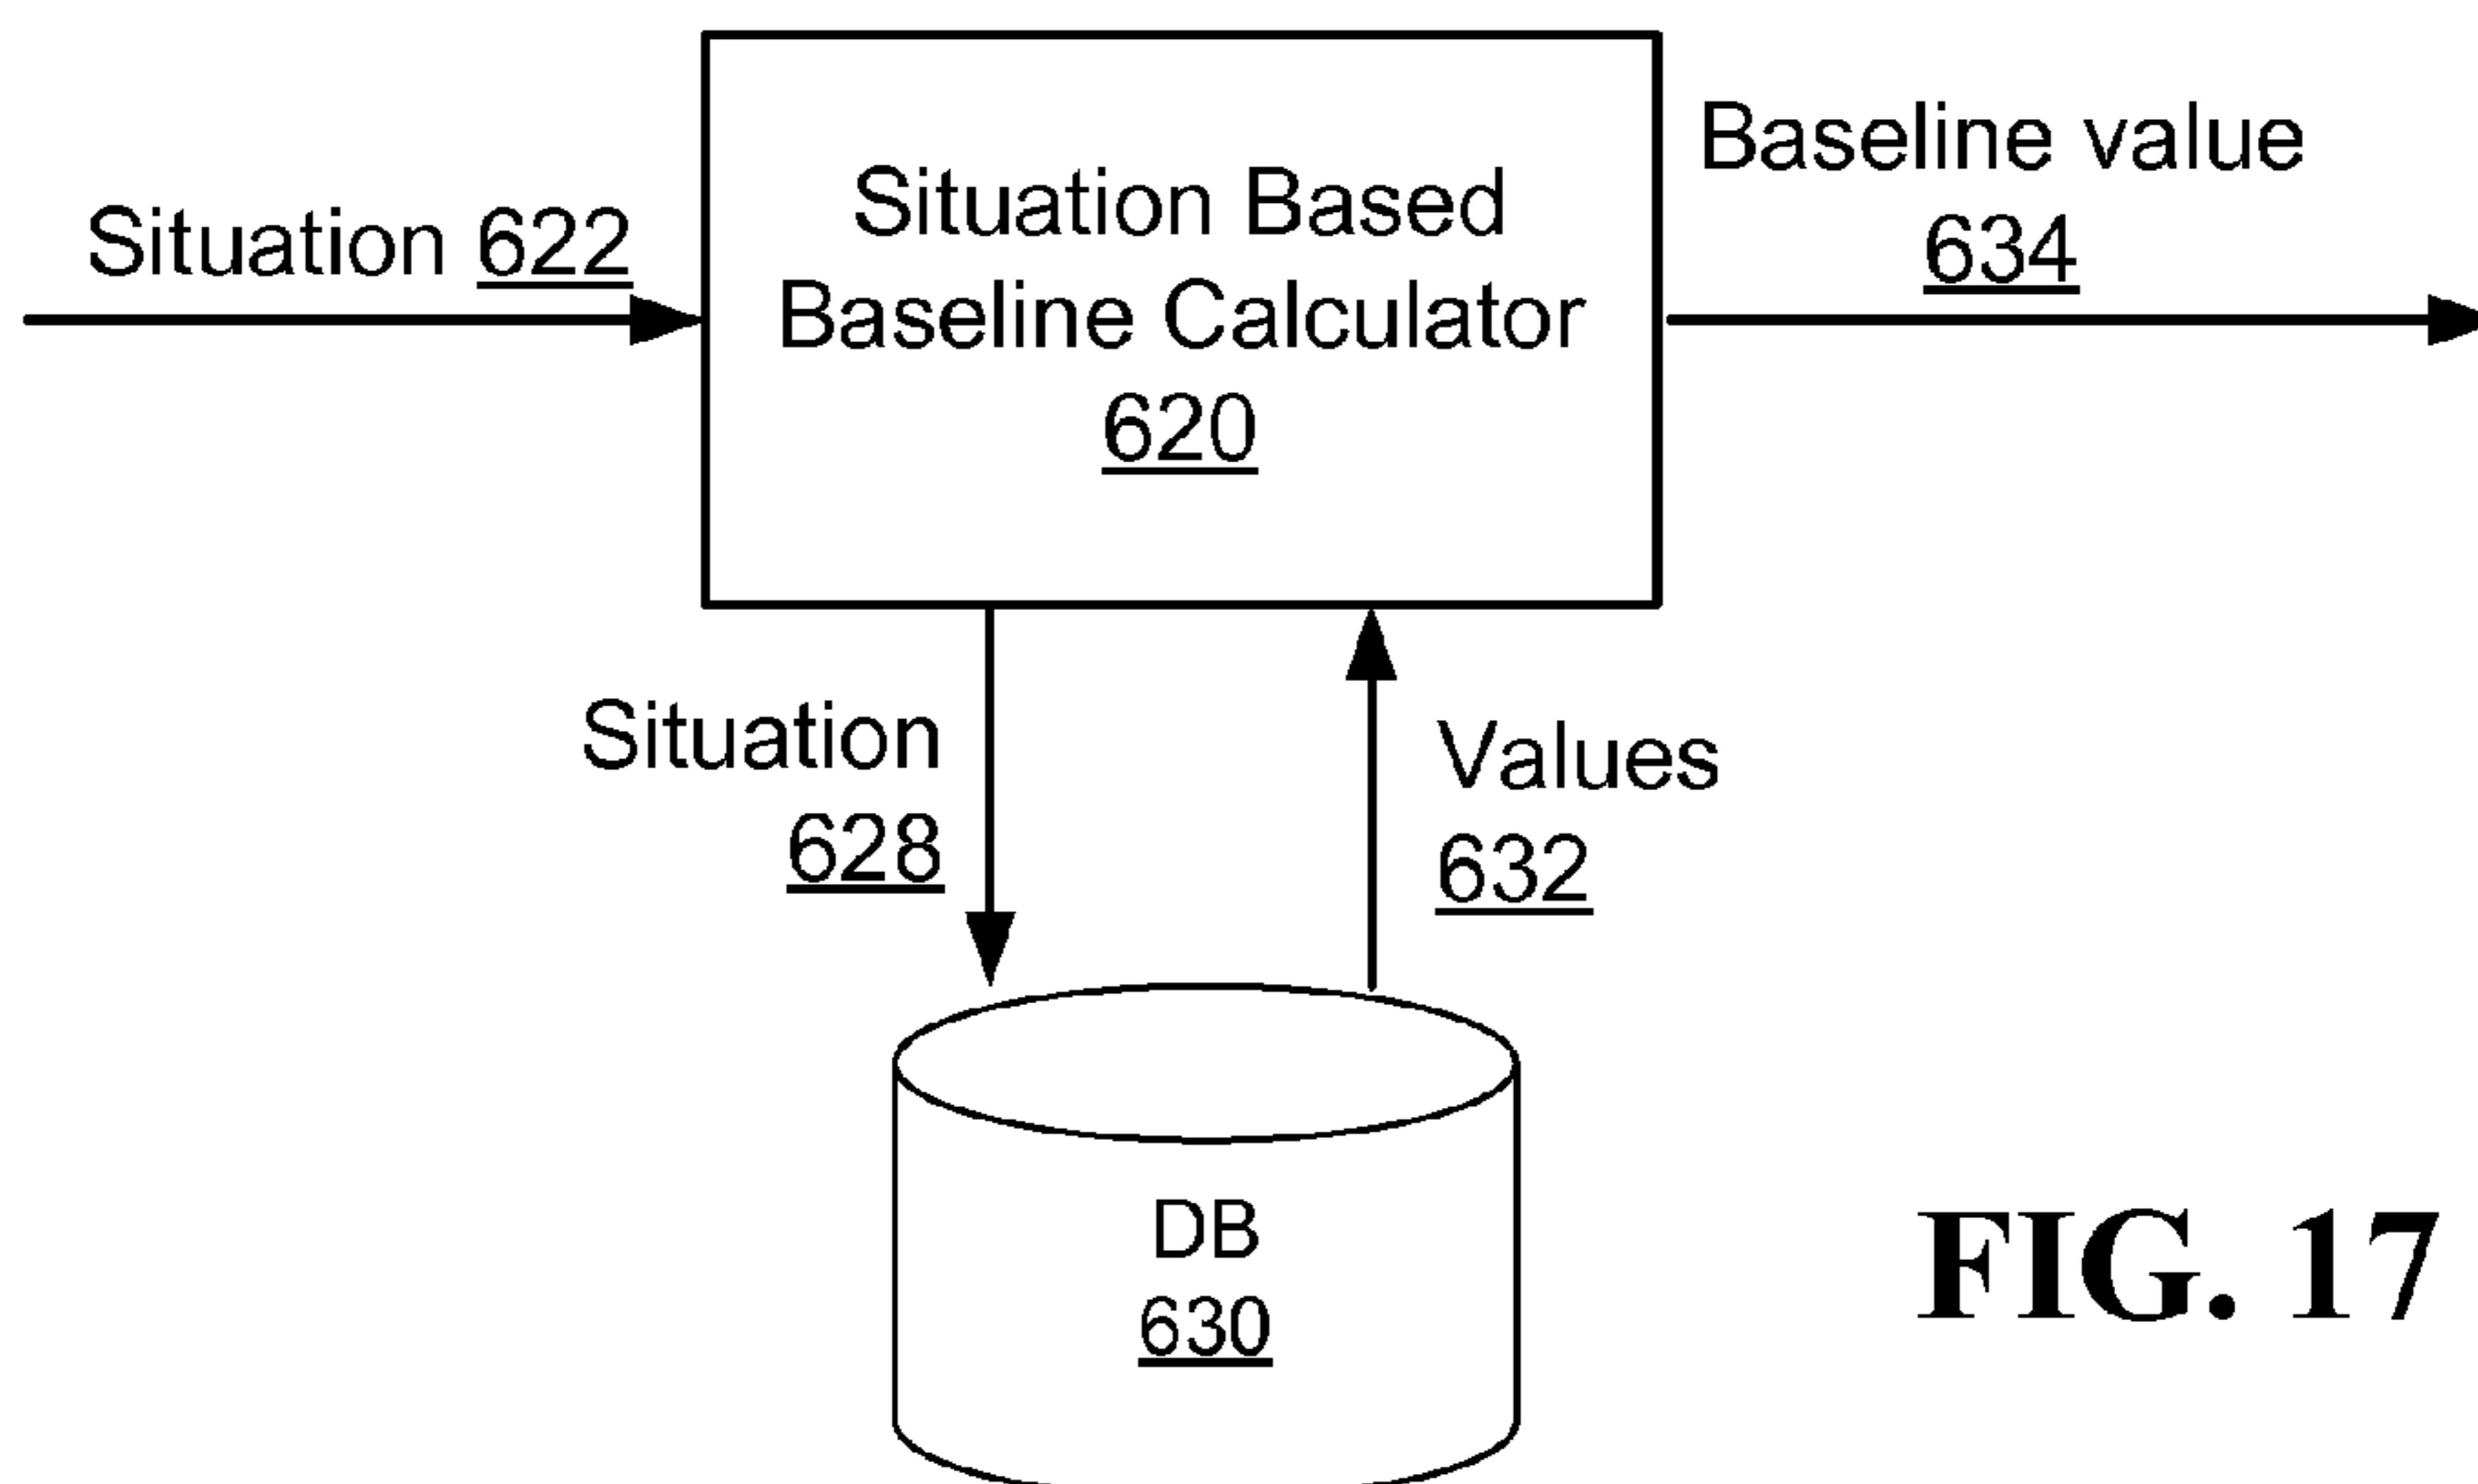 Situation 622
Situation Based
Baseline Calculator
620
Baseline value
634
Situation
628
Values
632
DB
630
FIG. 17